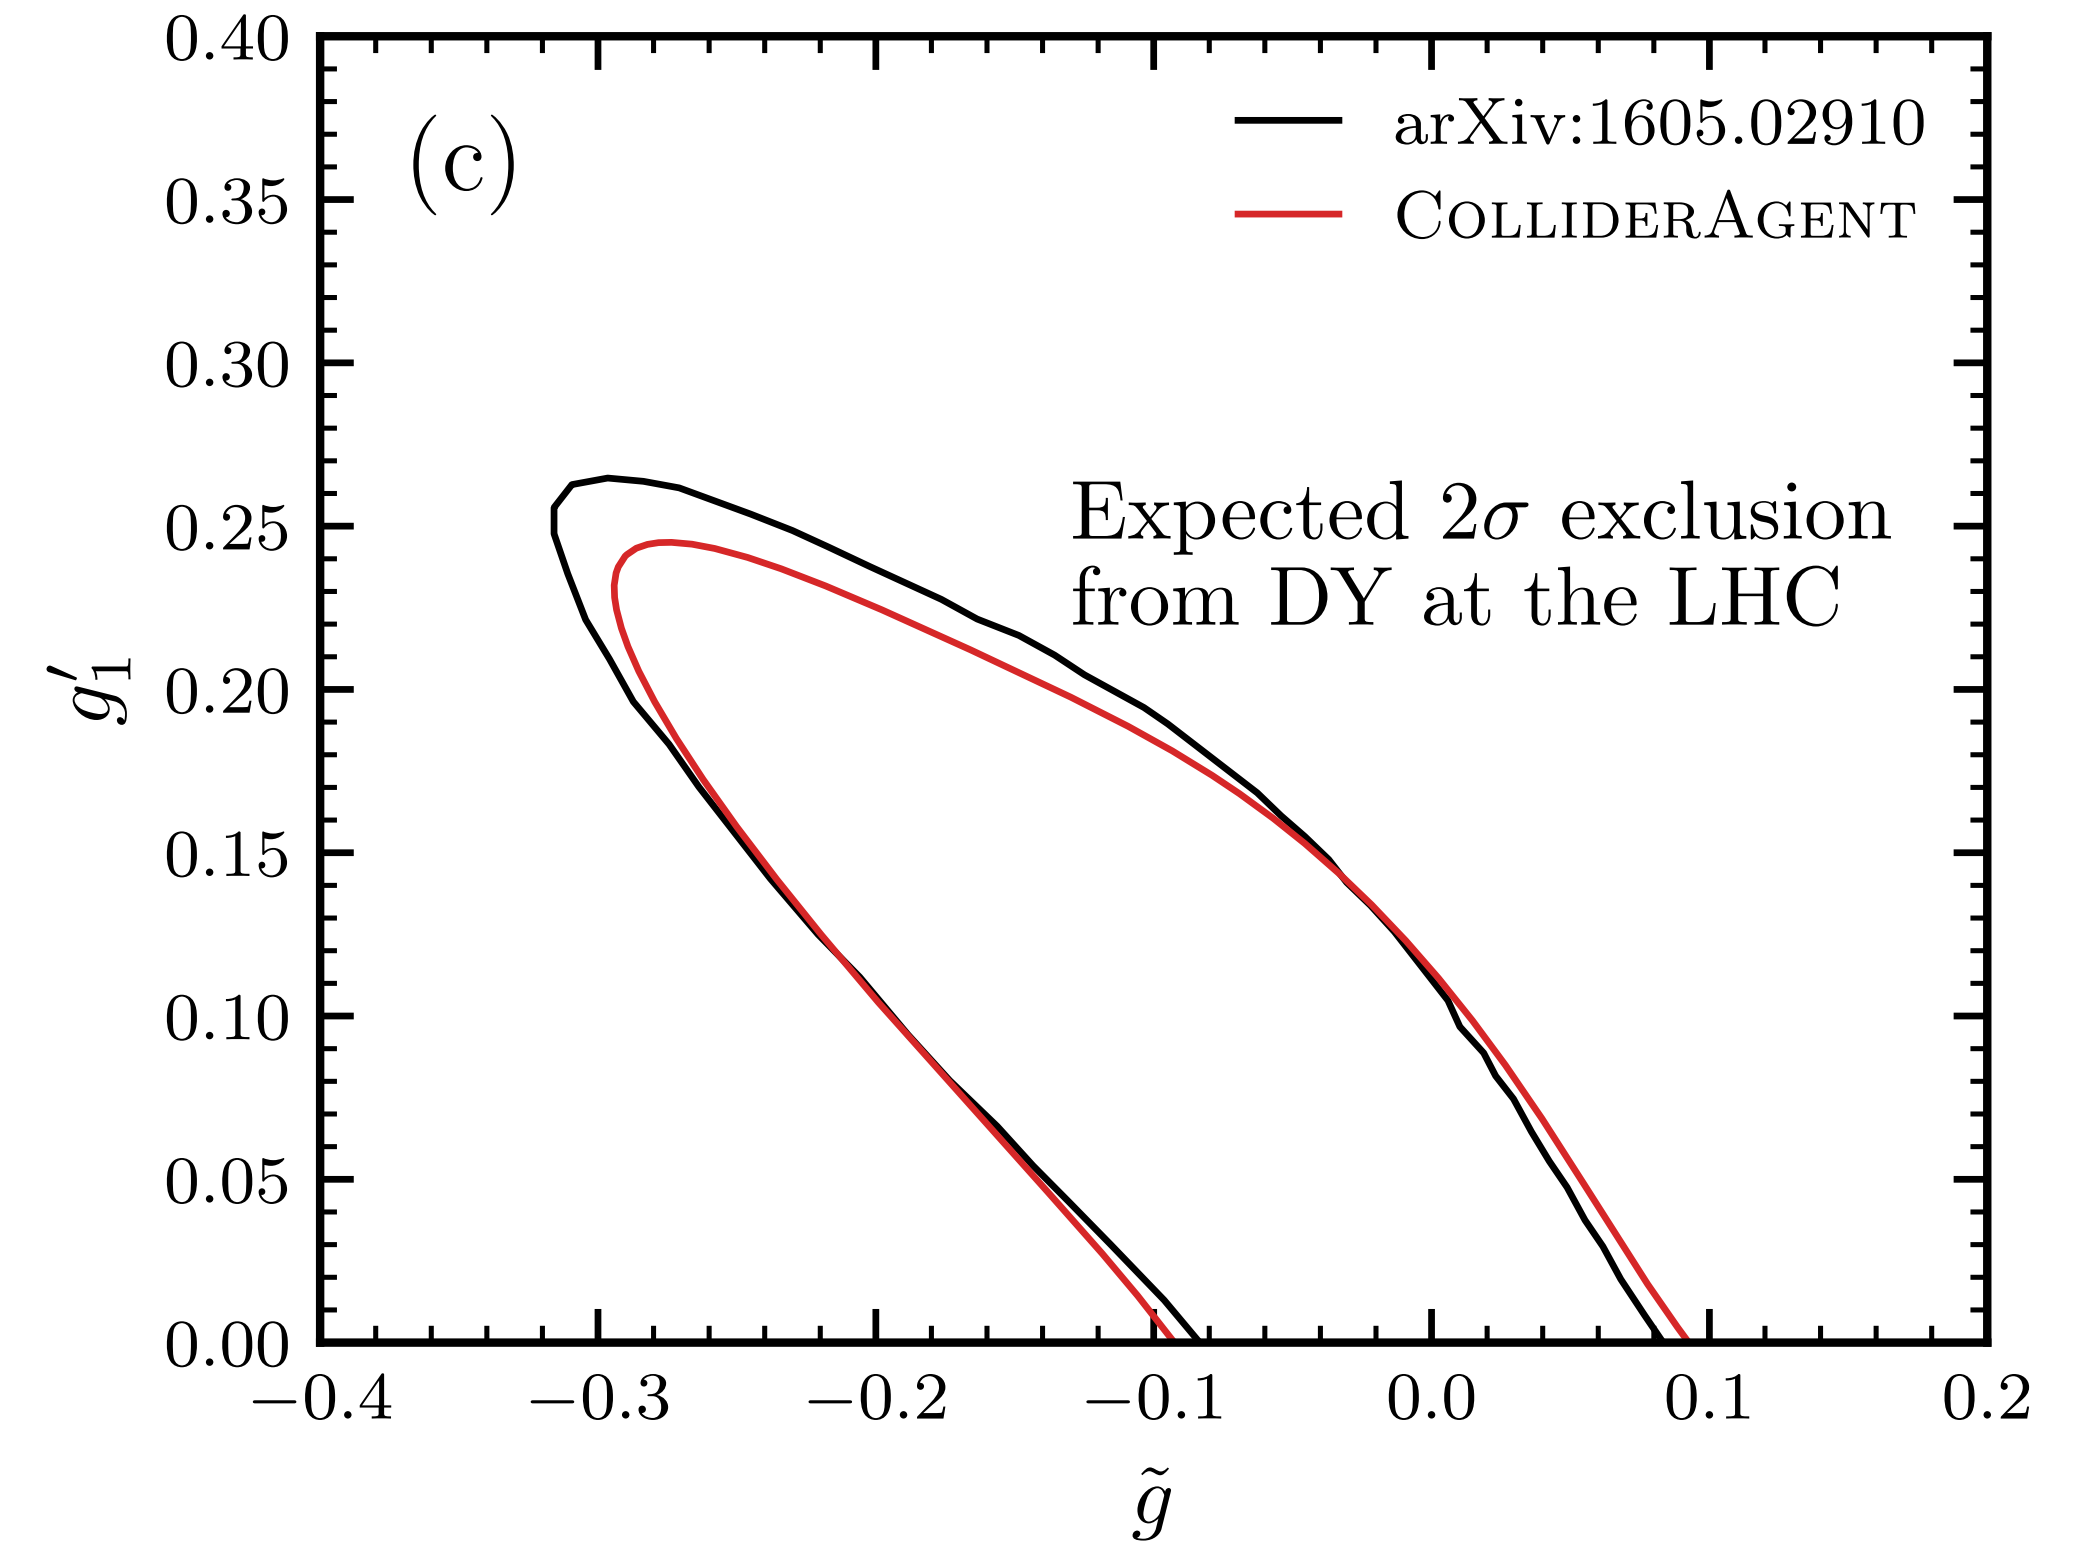 0.40
0.35
0.30
0.25
0.20
0.15
0.10
0.05
0.00
g′₁
(c)
arXiv:1605.02910
COLLIDERAGENT
Expected 2σ exclusion
from DY at the LHC
−0.4 −0.3 −0.2 −0.1 0.0 0.1 0.2
g̃